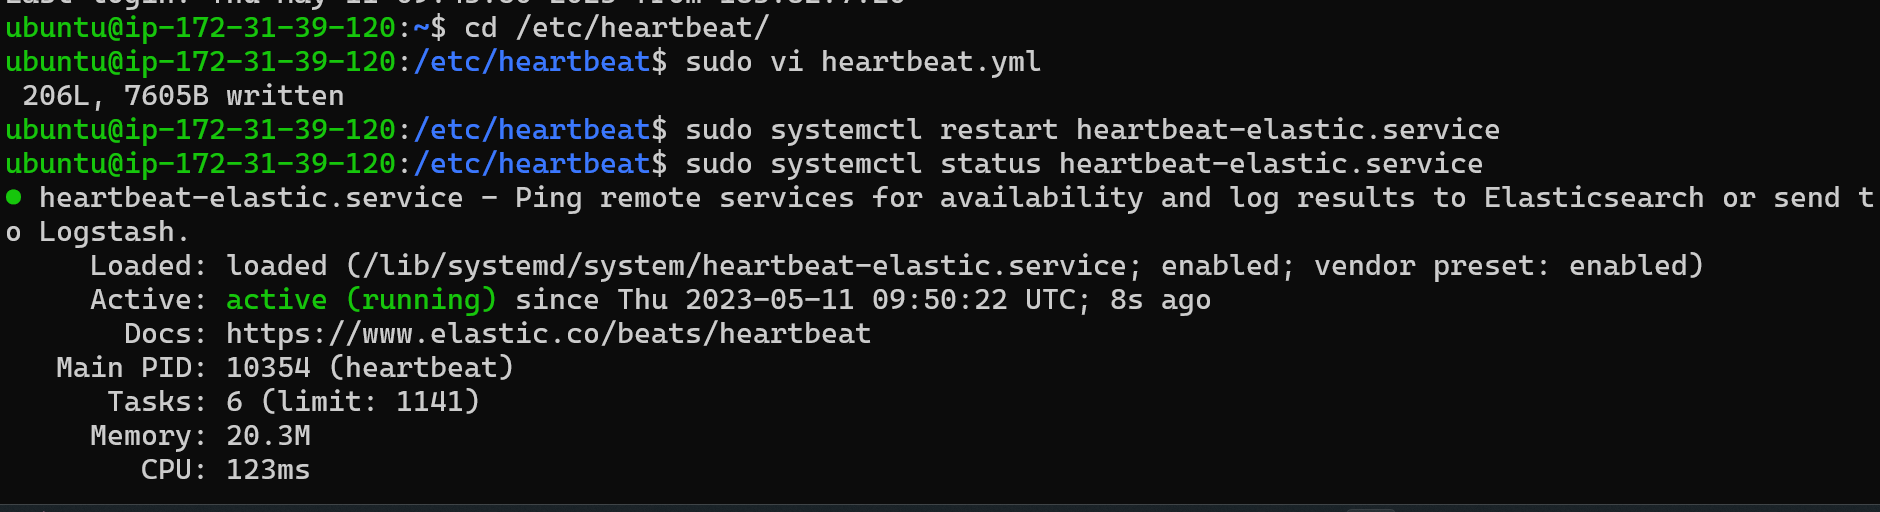 ubuntu@ip-172-31-39-120:~$ cd /etc/heartbeat/
ubuntu@ip-172-31-39-120:/etc/heartbeat$ sudo vi heartbeat.yml
 206L, 7605B written
ubuntu@ip-172-31-39-120:/etc/heartbeat$ sudo systemctl restart heartbeat-elastic.service
ubuntu@ip-172-31-39-120:/etc/heartbeat$ sudo systemctl status heartbeat-elastic.service
● heartbeat-elastic.service - Ping remote services for availability and log results to Elasticsearch or send t
o Logstash.
     Loaded: loaded (/lib/systemd/system/heartbeat-elastic.service; enabled; vendor preset: enabled)
     Active: active (running) since Thu 2023-05-11 09:50:22 UTC; 8s ago
       Docs: https://www.elastic.co/beats/heartbeat
   Main PID: 10354 (heartbeat)
      Tasks: 6 (limit: 1141)
     Memory: 20.3M
        CPU: 123ms